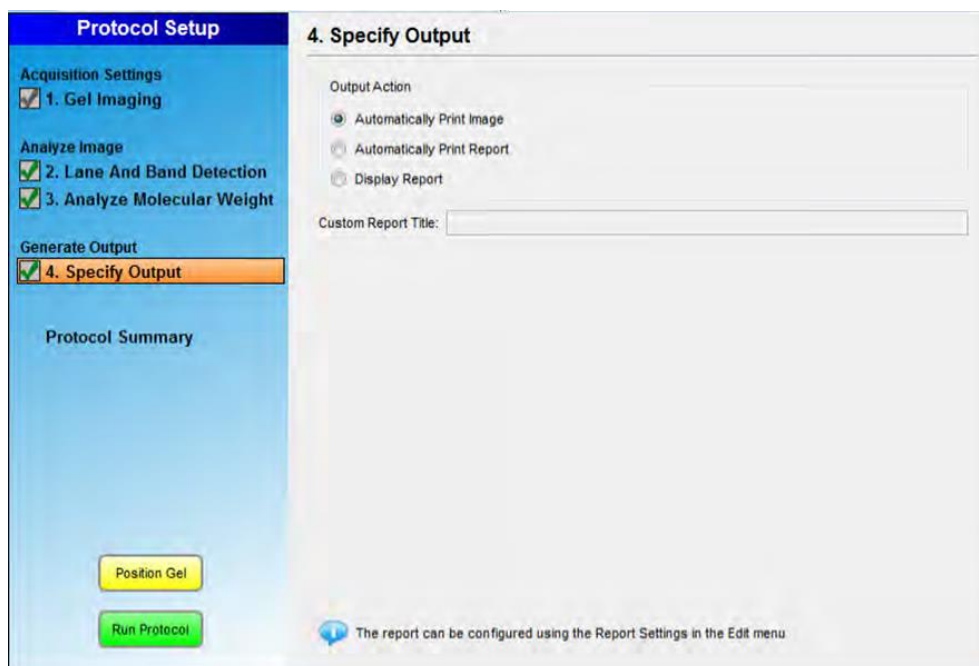 Protocol Setup
Acquisition Settings
1. Gel Imaging
Analyze Image
2. Lane And Band Detection
3. Analyze Molecular Weight
Generate Output
4. Specify Output
Protocol Summary
Position Gel
Run Protocol
4. Specify Output
Output Action
Automatically Print Image
Automatically Print Report
Display Report
Custom Report Title:
The report can be configured using the Report Settings in the Edit menu